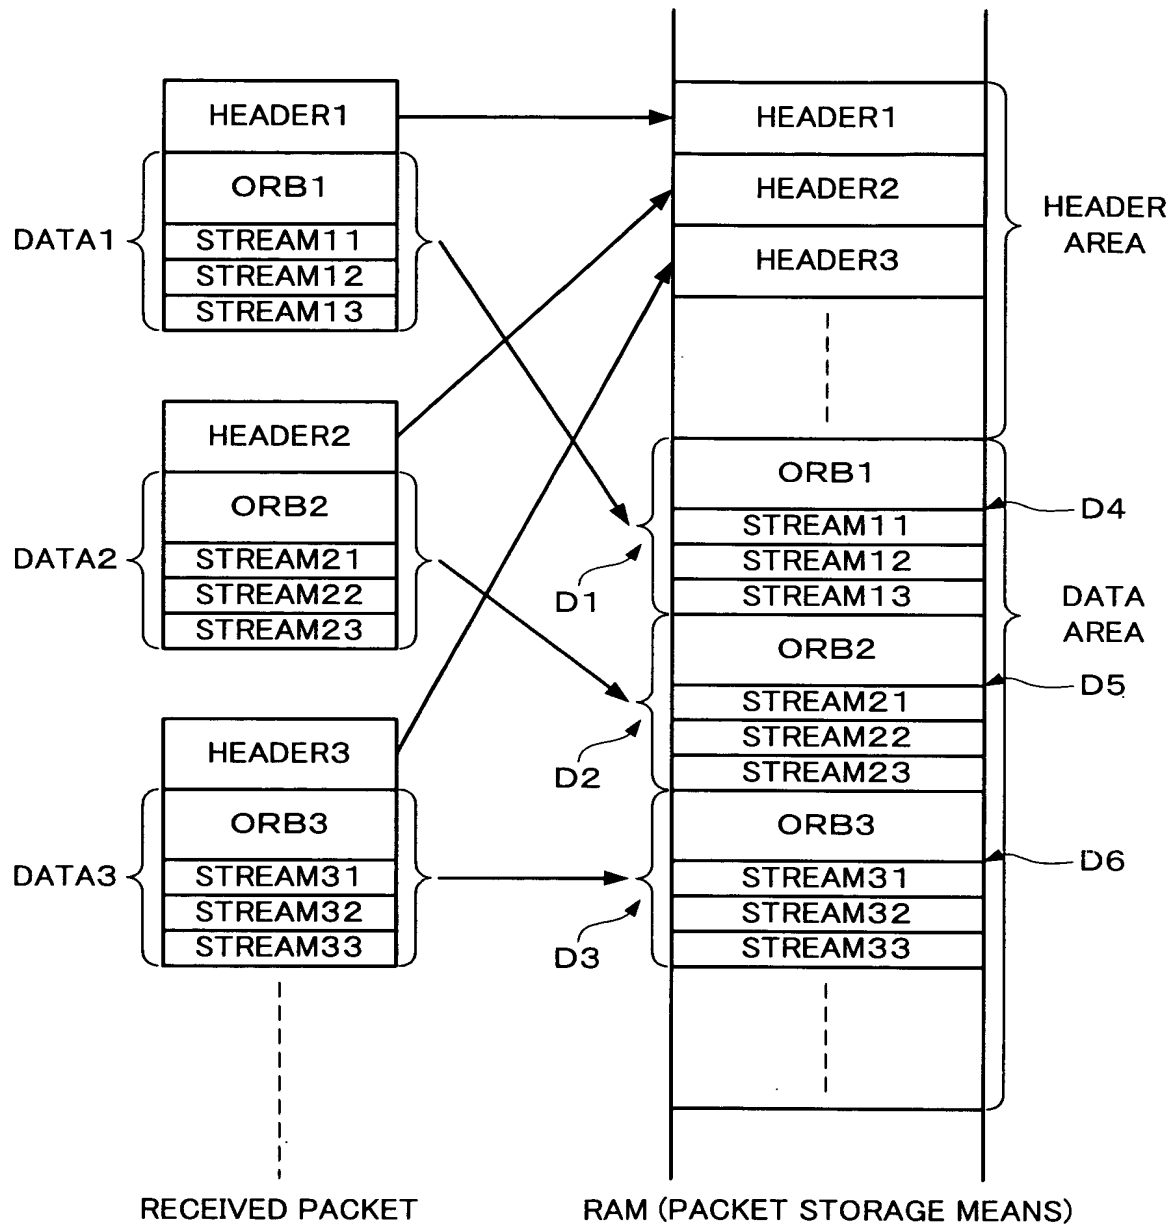 HEADER1
ORB1
STREAM11
STREAM12
STREAM13
DATA1
HEADER2
ORB2
STREAM21
STREAM22
STREAM23
DATA2
HEADER3
ORB3
STREAM31
STREAM32
STREAM33
DATA3
RECEIVED PACKET
HEADER1
HEADER2
HEADER3
HEADER
AREA
ORB1
STREAM11
STREAM12
STREAM13
ORB2
STREAM21
STREAM22
STREAM23
ORB3
STREAM31
STREAM32
STREAM33
D1
D2
D3
D4
D5
D6
DATA
AREA
RAM (PACKET STORAGE MEANS)